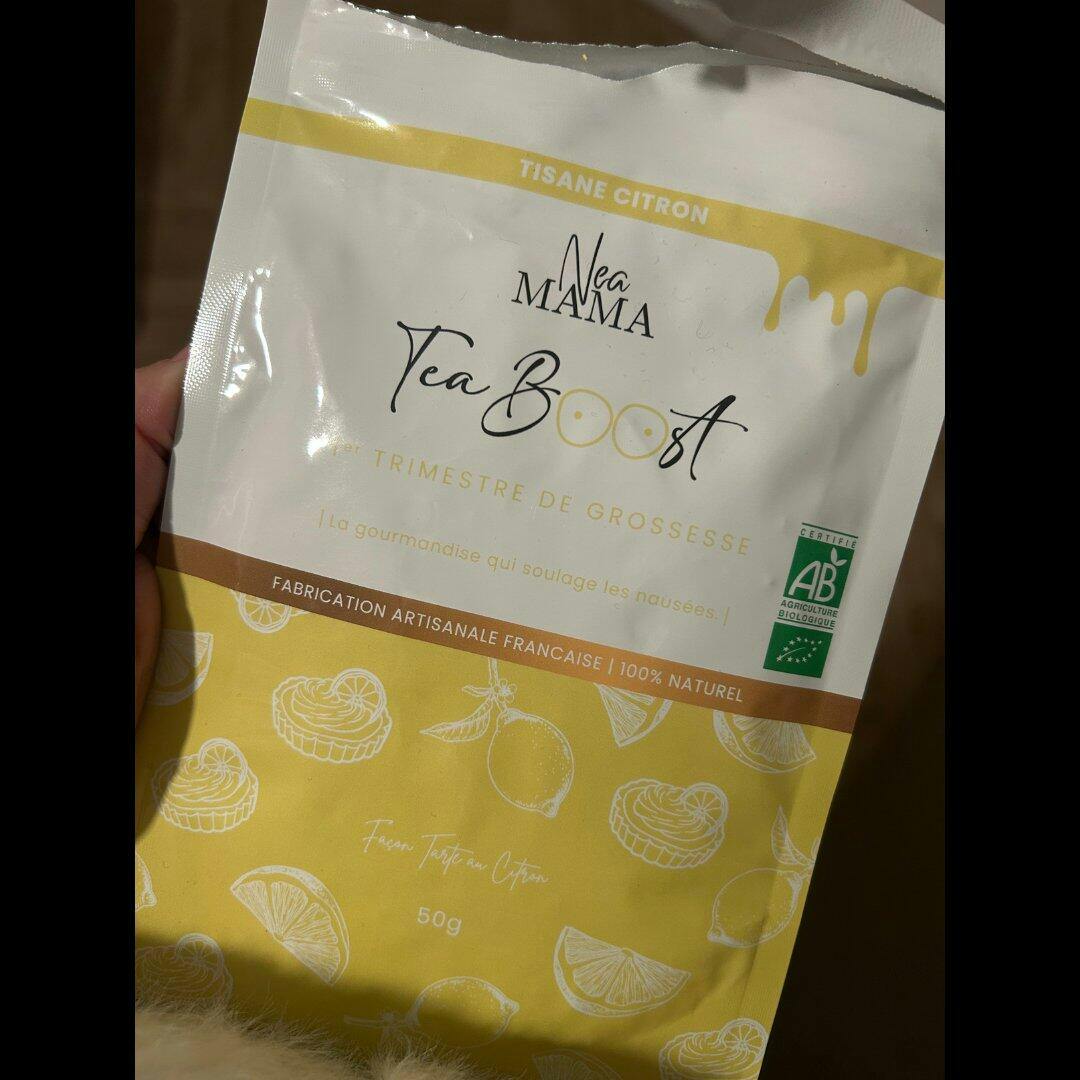 TISANE CITRON
Nea
MAMA
Tea Boost
1er TRIMESTRE DE GROSSESSE
| La gourmandise qui soulage les nausées. |
CERTIFIÉ
AB
AGRICULTURE
BIOLOGIQUE
FABRICATION ARTISANALE FRANCAISE | 100% NATUREL
Façon Tarte au Citron
50g